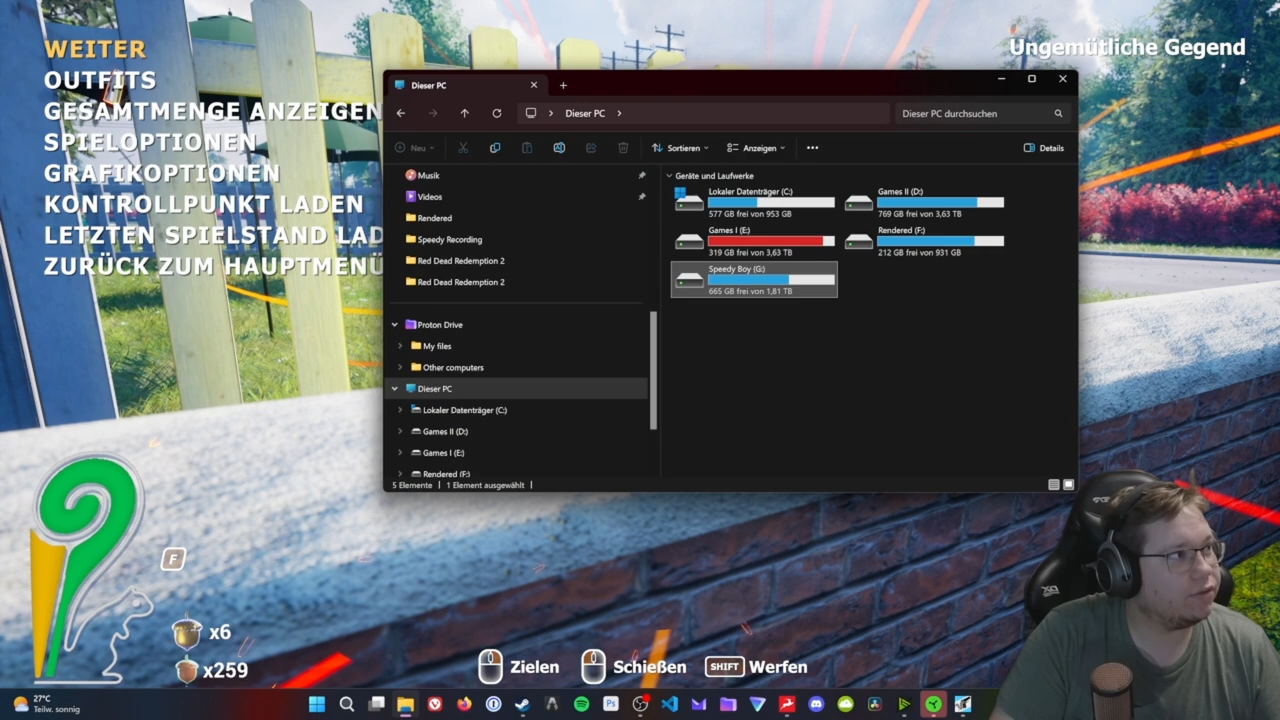 WEITER
OUTFITS
GESAMTMENGE ANZEIGEN
SPIELOPTIONEN
GRAFIKOPTIONEN
KONTROLLPUNKT LADEN
LETZTEN SPIELSTAND LAD
ZURÜCK ZUM HAUPTMENÜ
Ungemütliche Gegend
Dieser PC
Dieser PC
Dieser PC durchsuchen
Neu
Sortieren
Anzeigen
Details
Musik
Videos
Rendered
Speedy Recording
Red Dead Redemption 2
Red Dead Redemption 2
Proton Drive
My files
Other computers
Dieser PC
Lokaler Datenträger (C:)
Games II (D:)
Games I (E:)
Rendered (F:)
Geräte und Laufwerke
Lokaler Datenträger (C:)
577 GB frei von 953 GB
Games II (D:)
769 GB frei von 3,63 TB
Games I (E:)
319 GB frei von 3,63 TB
Rendered (F:)
212 GB frei von 931 GB
Speedy Boy (G:)
665 GB frei von 1,81 TB
5 Elemente
1 Element ausgewählt
F
x6
x259
Zielen
Schießen
SHIFT Werfen
27°C
Teilw. sonnig
Ps